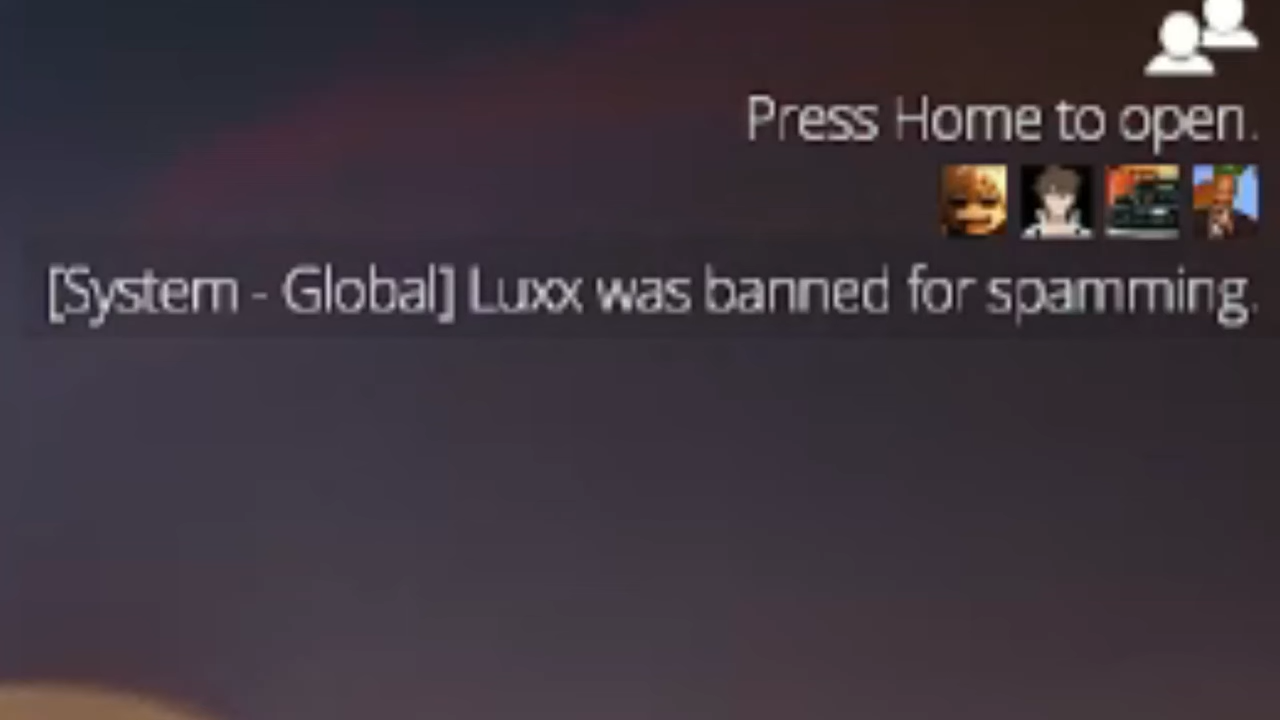 Press Home to open.
[System - Global] Luxx was banned for spamming.